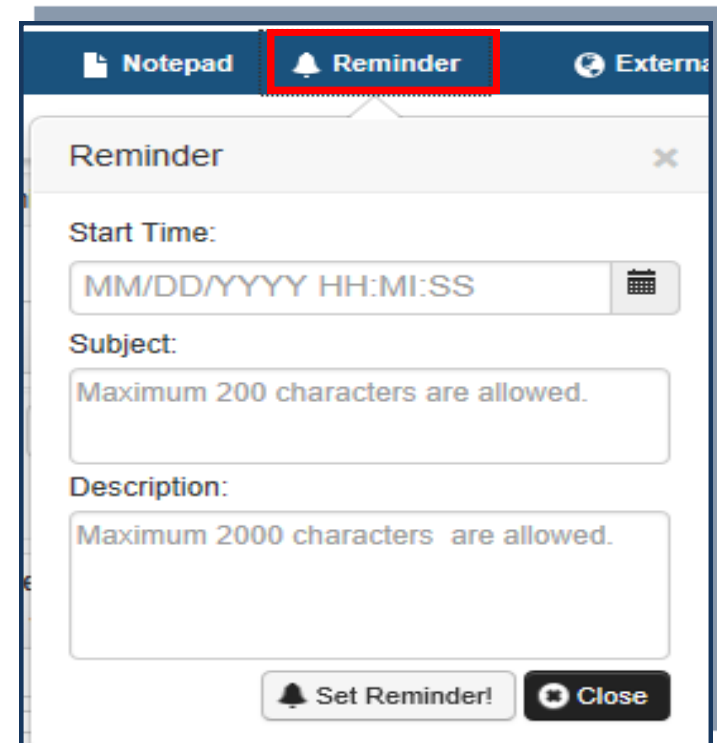 Notepad Reminder Externa
Reminder ×
Start Time:
MM/DD/YYYY HH:MI:SS
Subject:
Maximum 200 characters are allowed.
Description:
Maximum 2000 characters  are allowed.
Set Reminder! Close